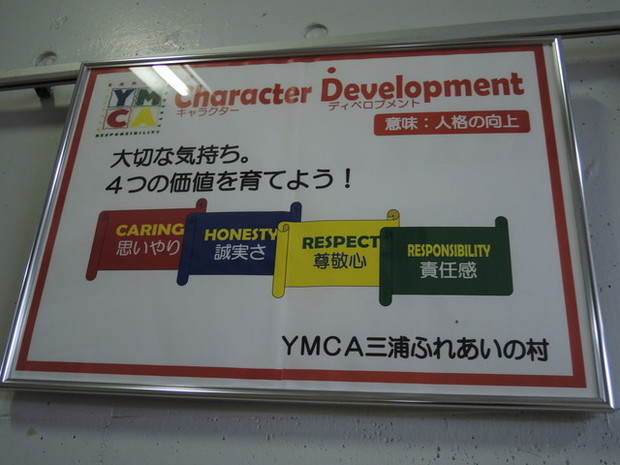 YMCA
RESPONSIBILITY
Character Development
キャラクター ディベロプメント
意味：人格の向上
大切な気持ち。
４つの価値を育てよう！
CARING
思いやり
HONESTY
誠実さ
RESPECT
尊敬心
RESPONSIBILITY
責任感
ＹＭＣＡ三浦ふれあいの村